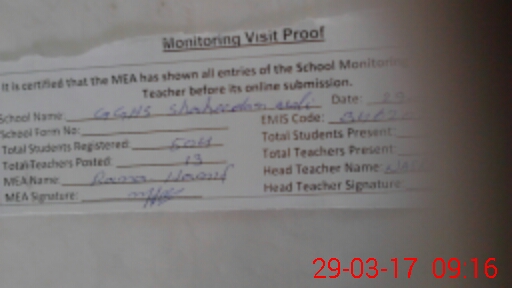 Monitoring Visit Proof
It is certified that the MEA has shown all entries of the School Monitoring
Teacher before its online submission.
School Name: GGHS Date:
School Form No: EMIS Code:
Total Students Registered: Total Students Present:
Total Teachers Posted: 13 Total Teachers Present:
MEA Name: Rana Head Teacher Name:
MEA Signature: Head Teacher Signature:
29-03-17 09:16